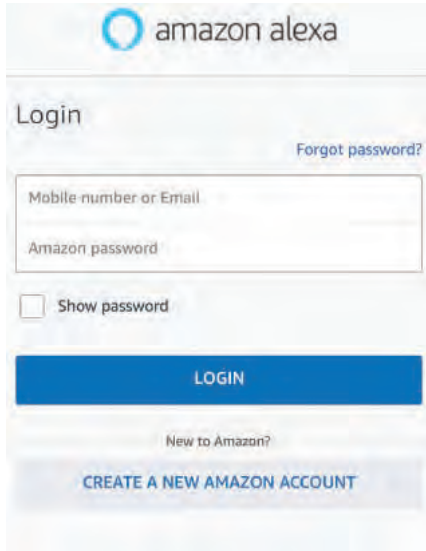 amazon alexa
Login
Forgot password?
Mobile number or Email
Amazon password
Show password
LOGIN
New to Amazon?
CREATE A NEW AMAZON ACCOUNT